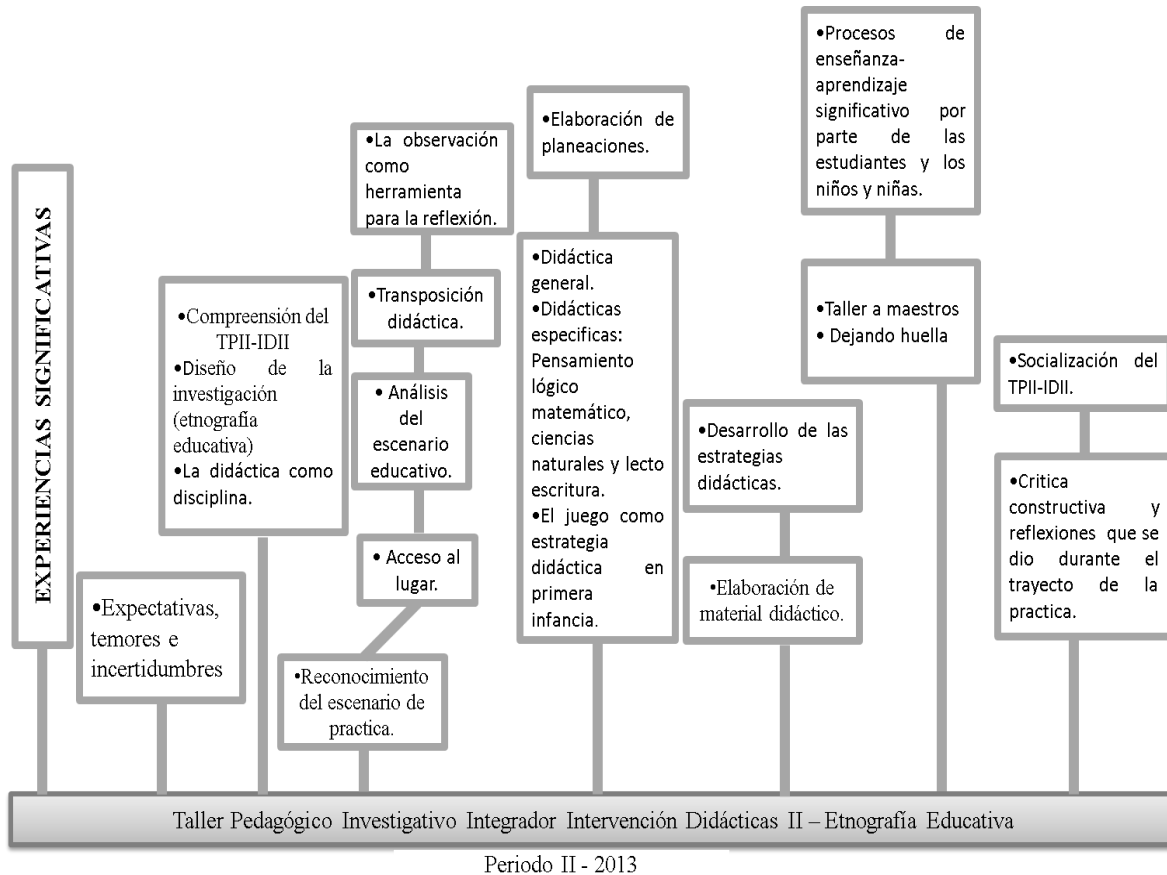 EXPERIENCIAS SIGNIFICATIVAS
•Expectativas,
temores e
incertidumbres
•Compreensión del
TPII-IDII
•Diseño de la
investigación
(etnografía
educativa)
•La didáctica como
disciplina.
•La observación
como
herramienta
para la reflexión.
•Transposición
didáctica.
• Análisis
del
escenario
educativo.
• Acceso al
lugar.
•Reconocimiento
del escenario de
practica.
•Elaboración de
planeaciones.
•Didáctica
general.
•Didácticas
especificas:
Pensamiento
lógico
matemático,
ciencias
naturales y lecto
escritura.
•El juego como
estrategia
didáctica en
primera
infancia.
•Desarrollo de las
estrategias
didácticas.
•Elaboración de
material didáctico.
•Procesos de
enseñanza-
aprendizaje
significativo por
parte de las
estudiantes y los
niños y niñas.
•Taller a maestros
• Dejando huella
•Socialización del
TPII-IDII.
•Critica
constructiva y
reflexiones que se
dio durante el
trayecto de la
practica.
Taller Pedagógico Investigativo Integrador Intervención Didácticas II – Etnografía Educativa
Periodo II - 2013